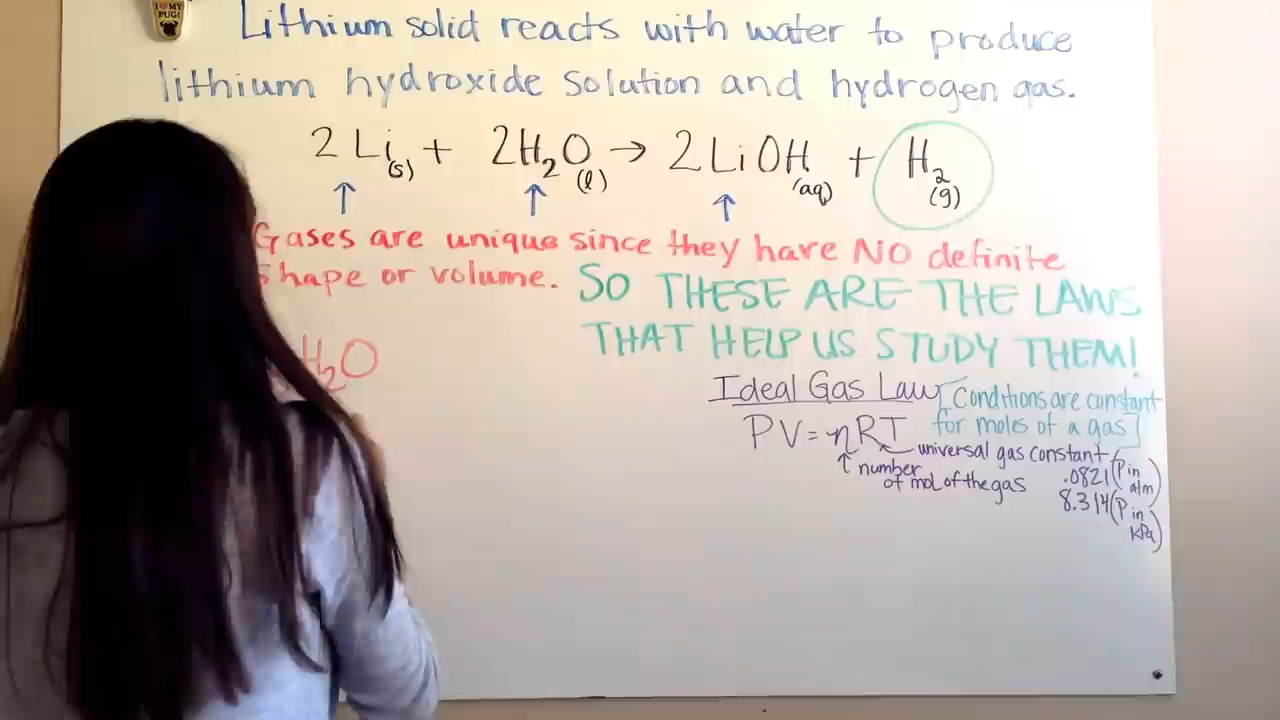 I ♥ MY
PUG!
Lithium solid reacts with water to produce
lithium hydroxide solution and hydrogen gas.
2 Li(s) + 2H₂O(l) → 2 LiOH(aq) + H₂(g)
↑ ↑ ↑
Gases are unique since they have NO definite
shape or volume. SO THESE ARE THE LAWS
THAT HELP US STUDY THEM!
H₂O
Ideal Gas Law [Conditions are constant
for moles of a gas]
PV=nRT
universal gas constant
↑ number
of mol of the gas
.0821 (P in
atm)
8.314 (P in
kPa)